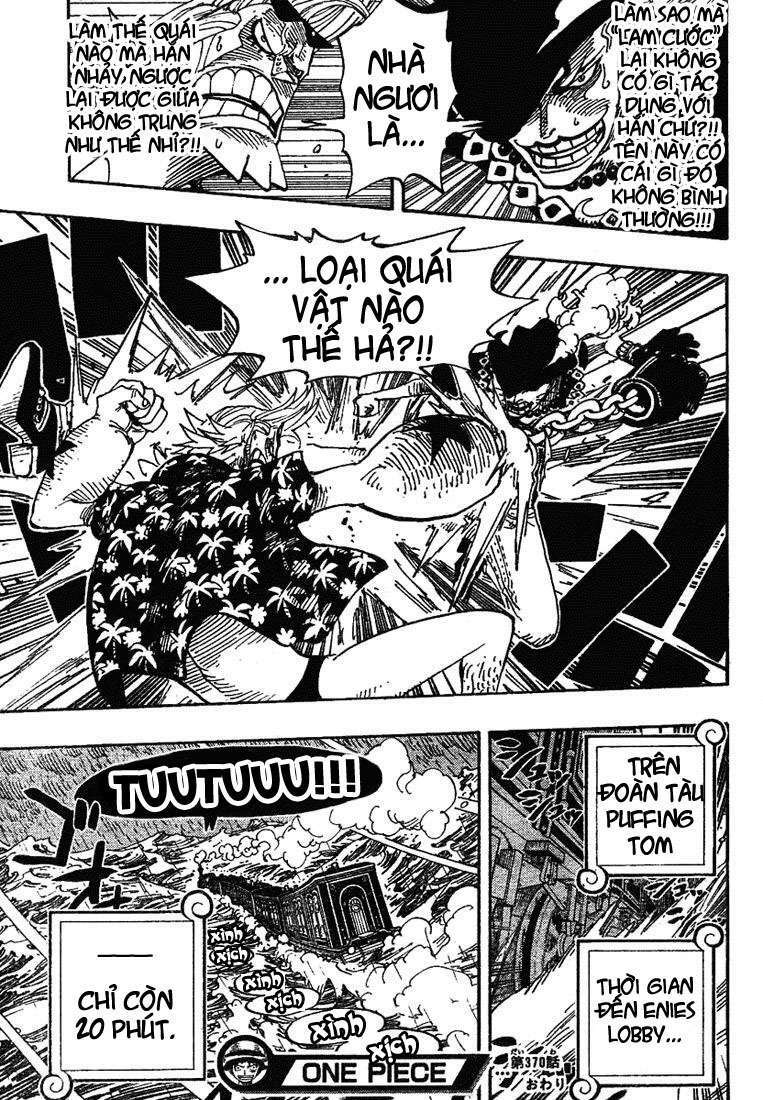 LÀM SAO MÀ
"LAM CƯỚC"
LẠI KHÔNG
CÓ GÌ TÁC
DỤNG VỚI
HẮN CHỨ?!!
TÊN NÀY CÓ
CÁI GÌ ĐÓ
KHÔNG BÌNH
THƯỜNG!!!
NHÀ
NGƯƠI
LÀ...
LÀM THẾ QUÁI
NÀO MÀ HẮN
NHẢY NGƯỢC
LẠI ĐƯỢC GIỮA
KHÔNG TRUNG
NHƯ THẾ NHỈ?!!
... LOẠI QUÁI
VẬT NÀO
THẾ HẢ?!!
TRÊN
ĐOÀN TÀU
PUFFING
TOM
THỜI GIAN
ĐẾN ENIES
LOBBY...
TUUTUUU!!!
ゴオ
xình
xịch
xình
xịch
xình
xịch
CHỈ CÒN
20 PHÚT.
ONE PIECE
第370話
おわり